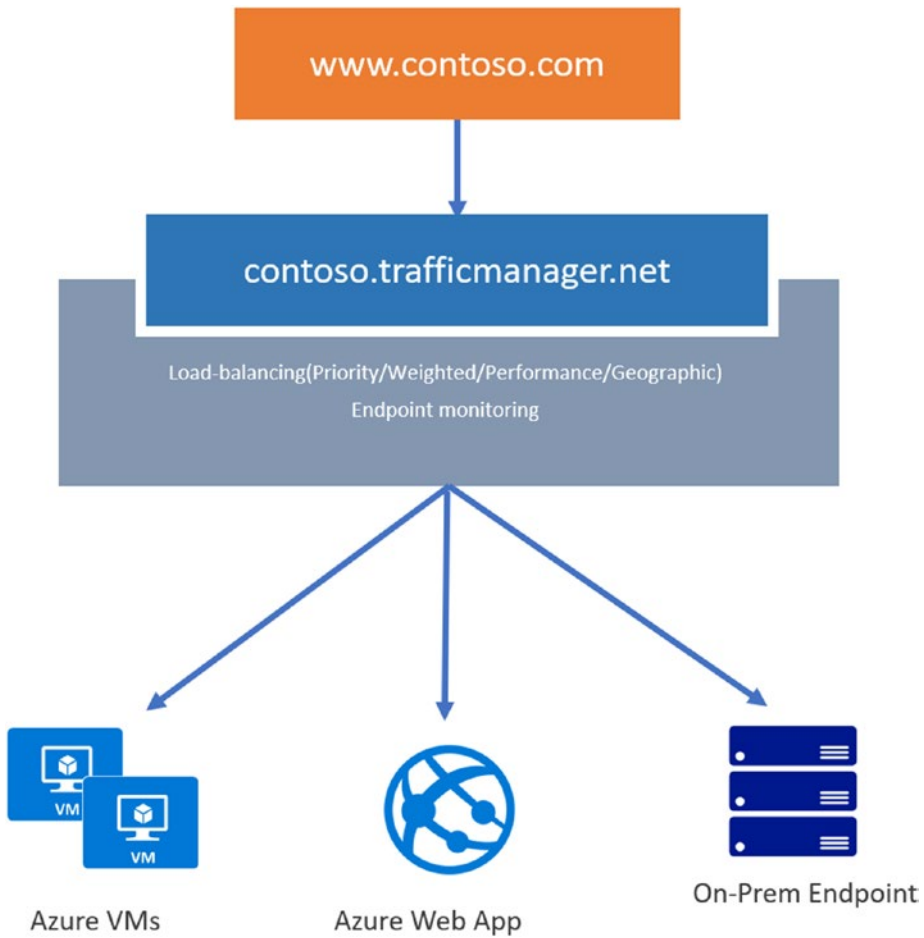 www.contoso.com
contoso.trafficmanager.net
Load-balancing(Priority/Weighted/Performance/Geographic)
Endpoint monitoring
VM
VM
Azure VMs
Azure Web App
On-Prem Endpoint